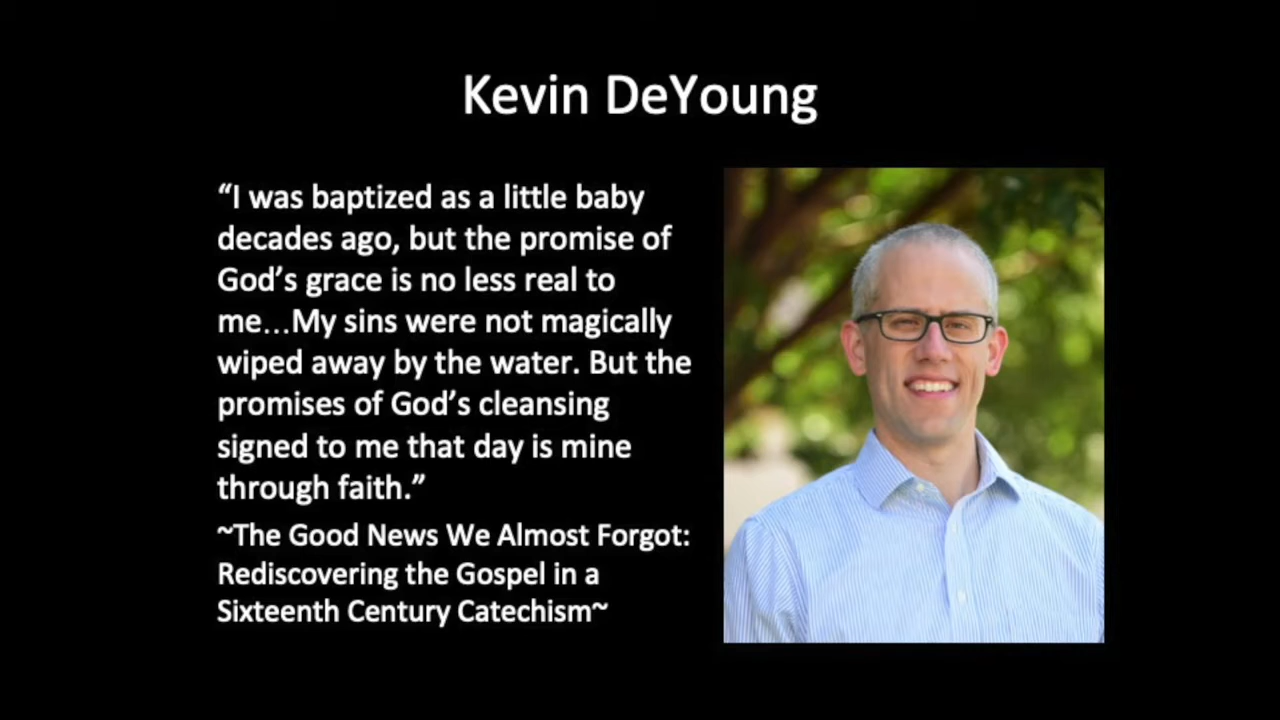 Kevin DeYoung
“I was baptized as a little baby
decades ago, but the promise of
God’s grace is no less real to
me…My sins were not magically
wiped away by the water. But the
promises of God’s cleansing
signed to me that day is mine
through faith.”
~The Good News We Almost Forgot:
Rediscovering the Gospel in a
Sixteenth Century Catechism~